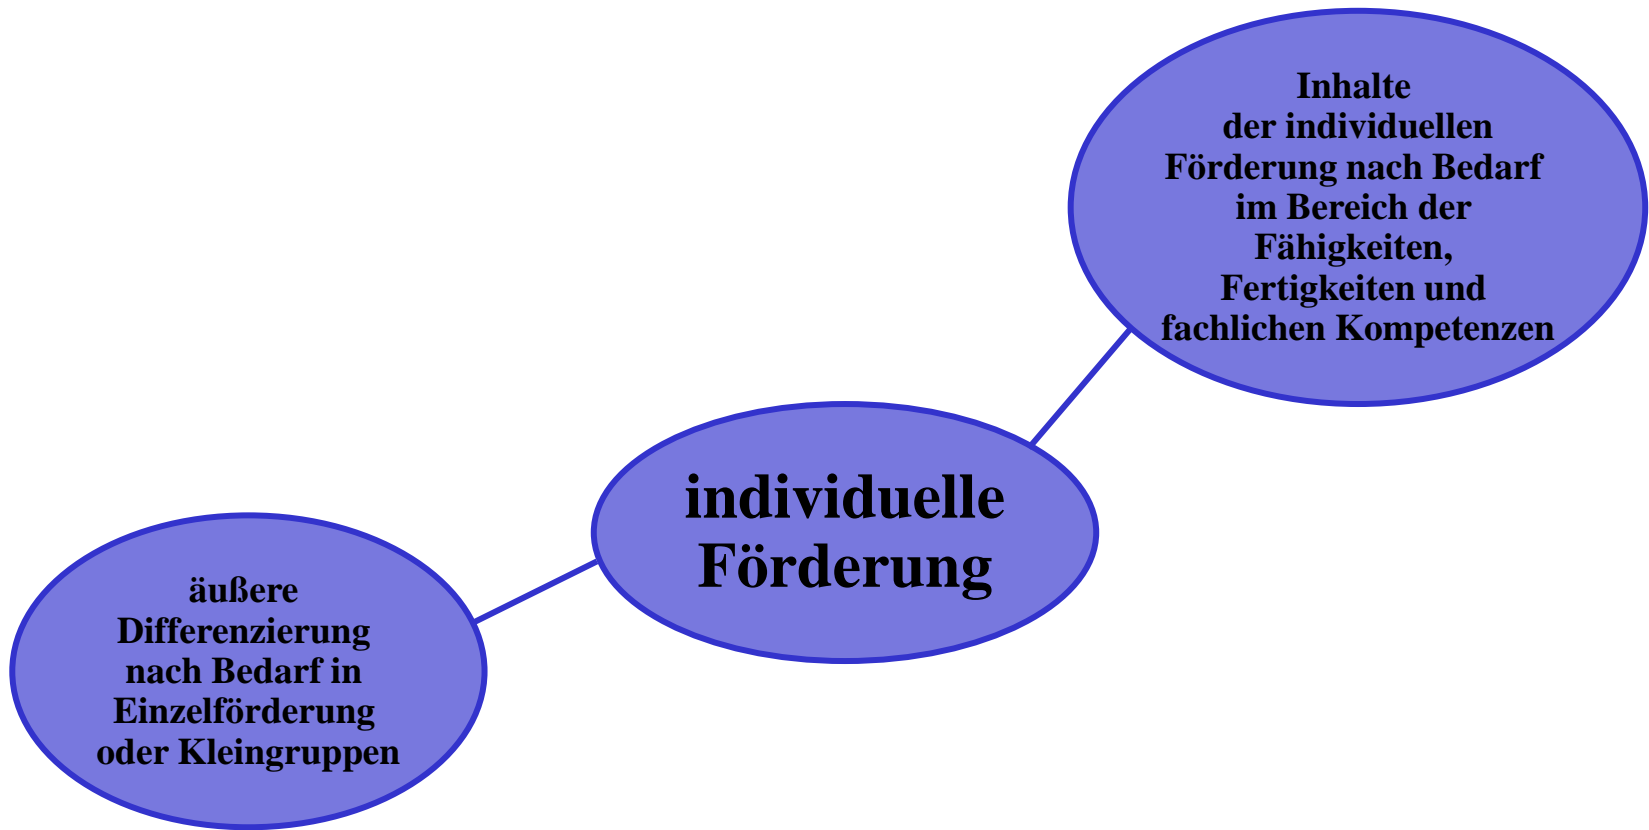 Inhalte
der individuellen
Förderung nach Bedarf
im Bereich der
Fähigkeiten,
Fertigkeiten und
fachlichen Kompetenzen
individuelle
Förderung
äußere
Differenzierung
nach Bedarf in
Einzelförderung
oder Kleingruppen